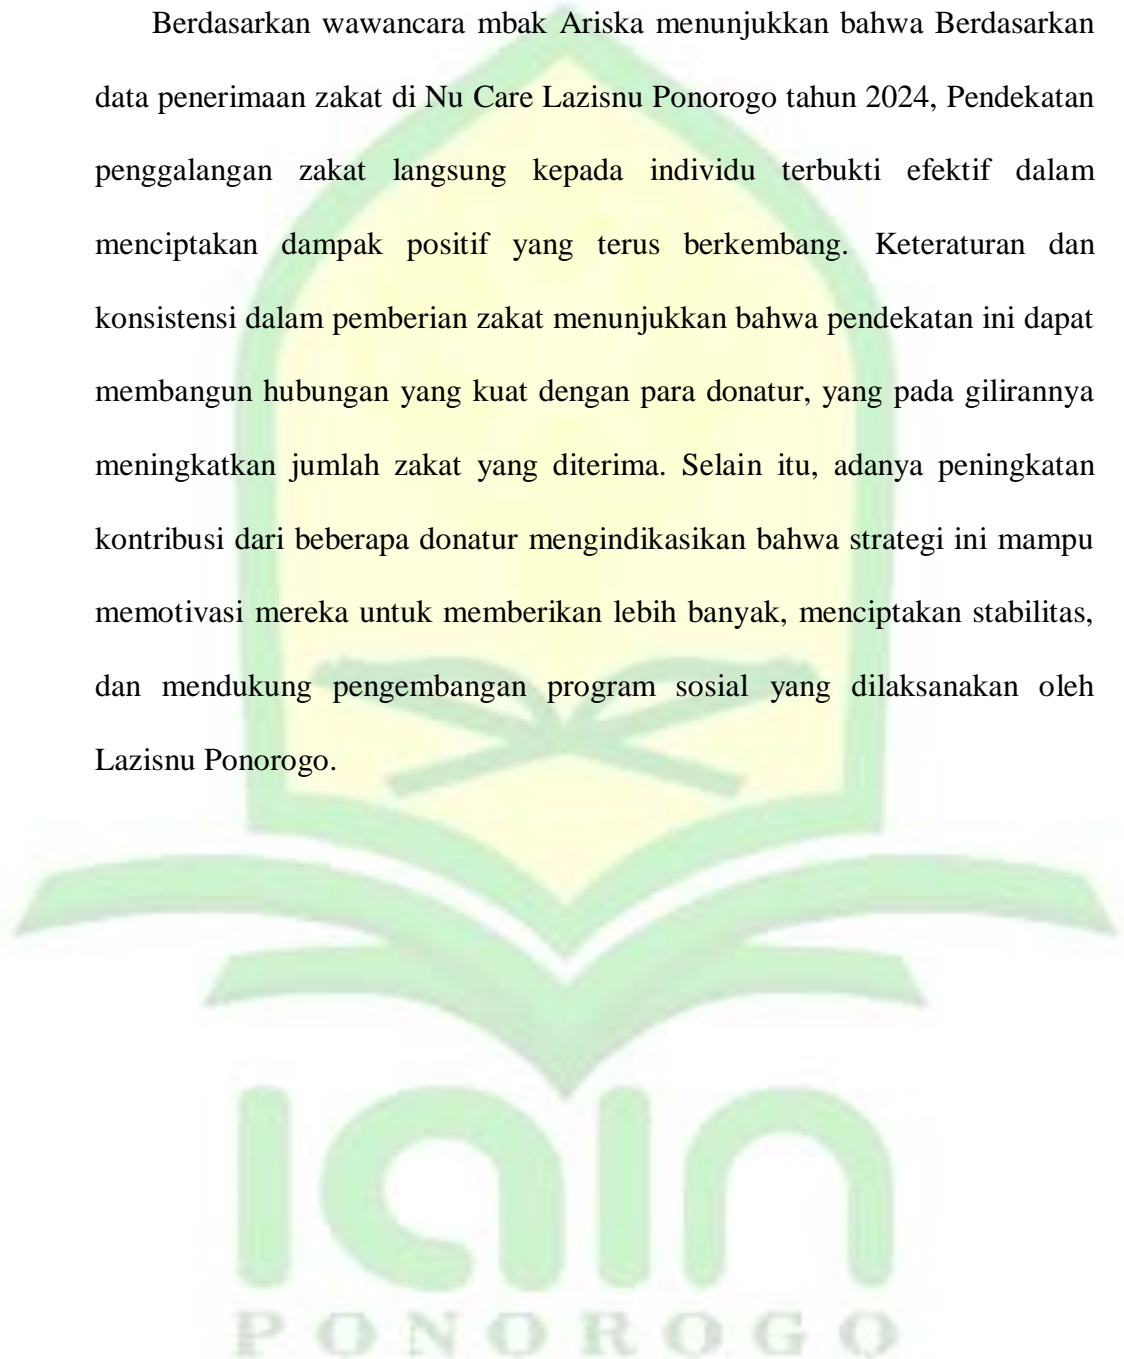 Berdasarkan wawancara mbak Ariska menunjukkan bahwa Berdasarkan
data penerimaan zakat di Nu Care Lazisnu Ponorogo tahun 2024, Pendekatan
penggalangan zakat langsung kepada individu terbukti efektif dalam
menciptakan dampak positif yang terus berkembang. Keteraturan dan
konsistensi dalam pemberian zakat menunjukkan bahwa pendekatan ini dapat
membangun hubungan yang kuat dengan para donatur, yang pada gilirannya
meningkatkan jumlah zakat yang diterima. Selain itu, adanya peningkatan
kontribusi dari beberapa donatur mengindikasikan bahwa strategi ini mampu
memotivasi mereka untuk memberikan lebih banyak, menciptakan stabilitas,
dan mendukung pengembangan program sosial yang dilaksanakan oleh
Lazisnu Ponorogo.
iain
PONOROGO